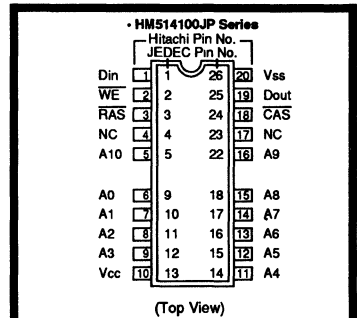 • HM514100JP Series
Hitachi Pin No.
JEDEC Pin No.
Din 1 1 26 20 Vss
WE 2 2 25 19 Dout
RAS 3 3 24 18 CAS
NC 4 4 23 17 NC
A10 5 5 22 16 A9
A0 6 9 18 15 A8
A1 7 10 17 14 A7
A2 8 11 16 13 A6
A3 9 12 15 12 A5
Vcc 10 13 14 11 A4
(Top View)